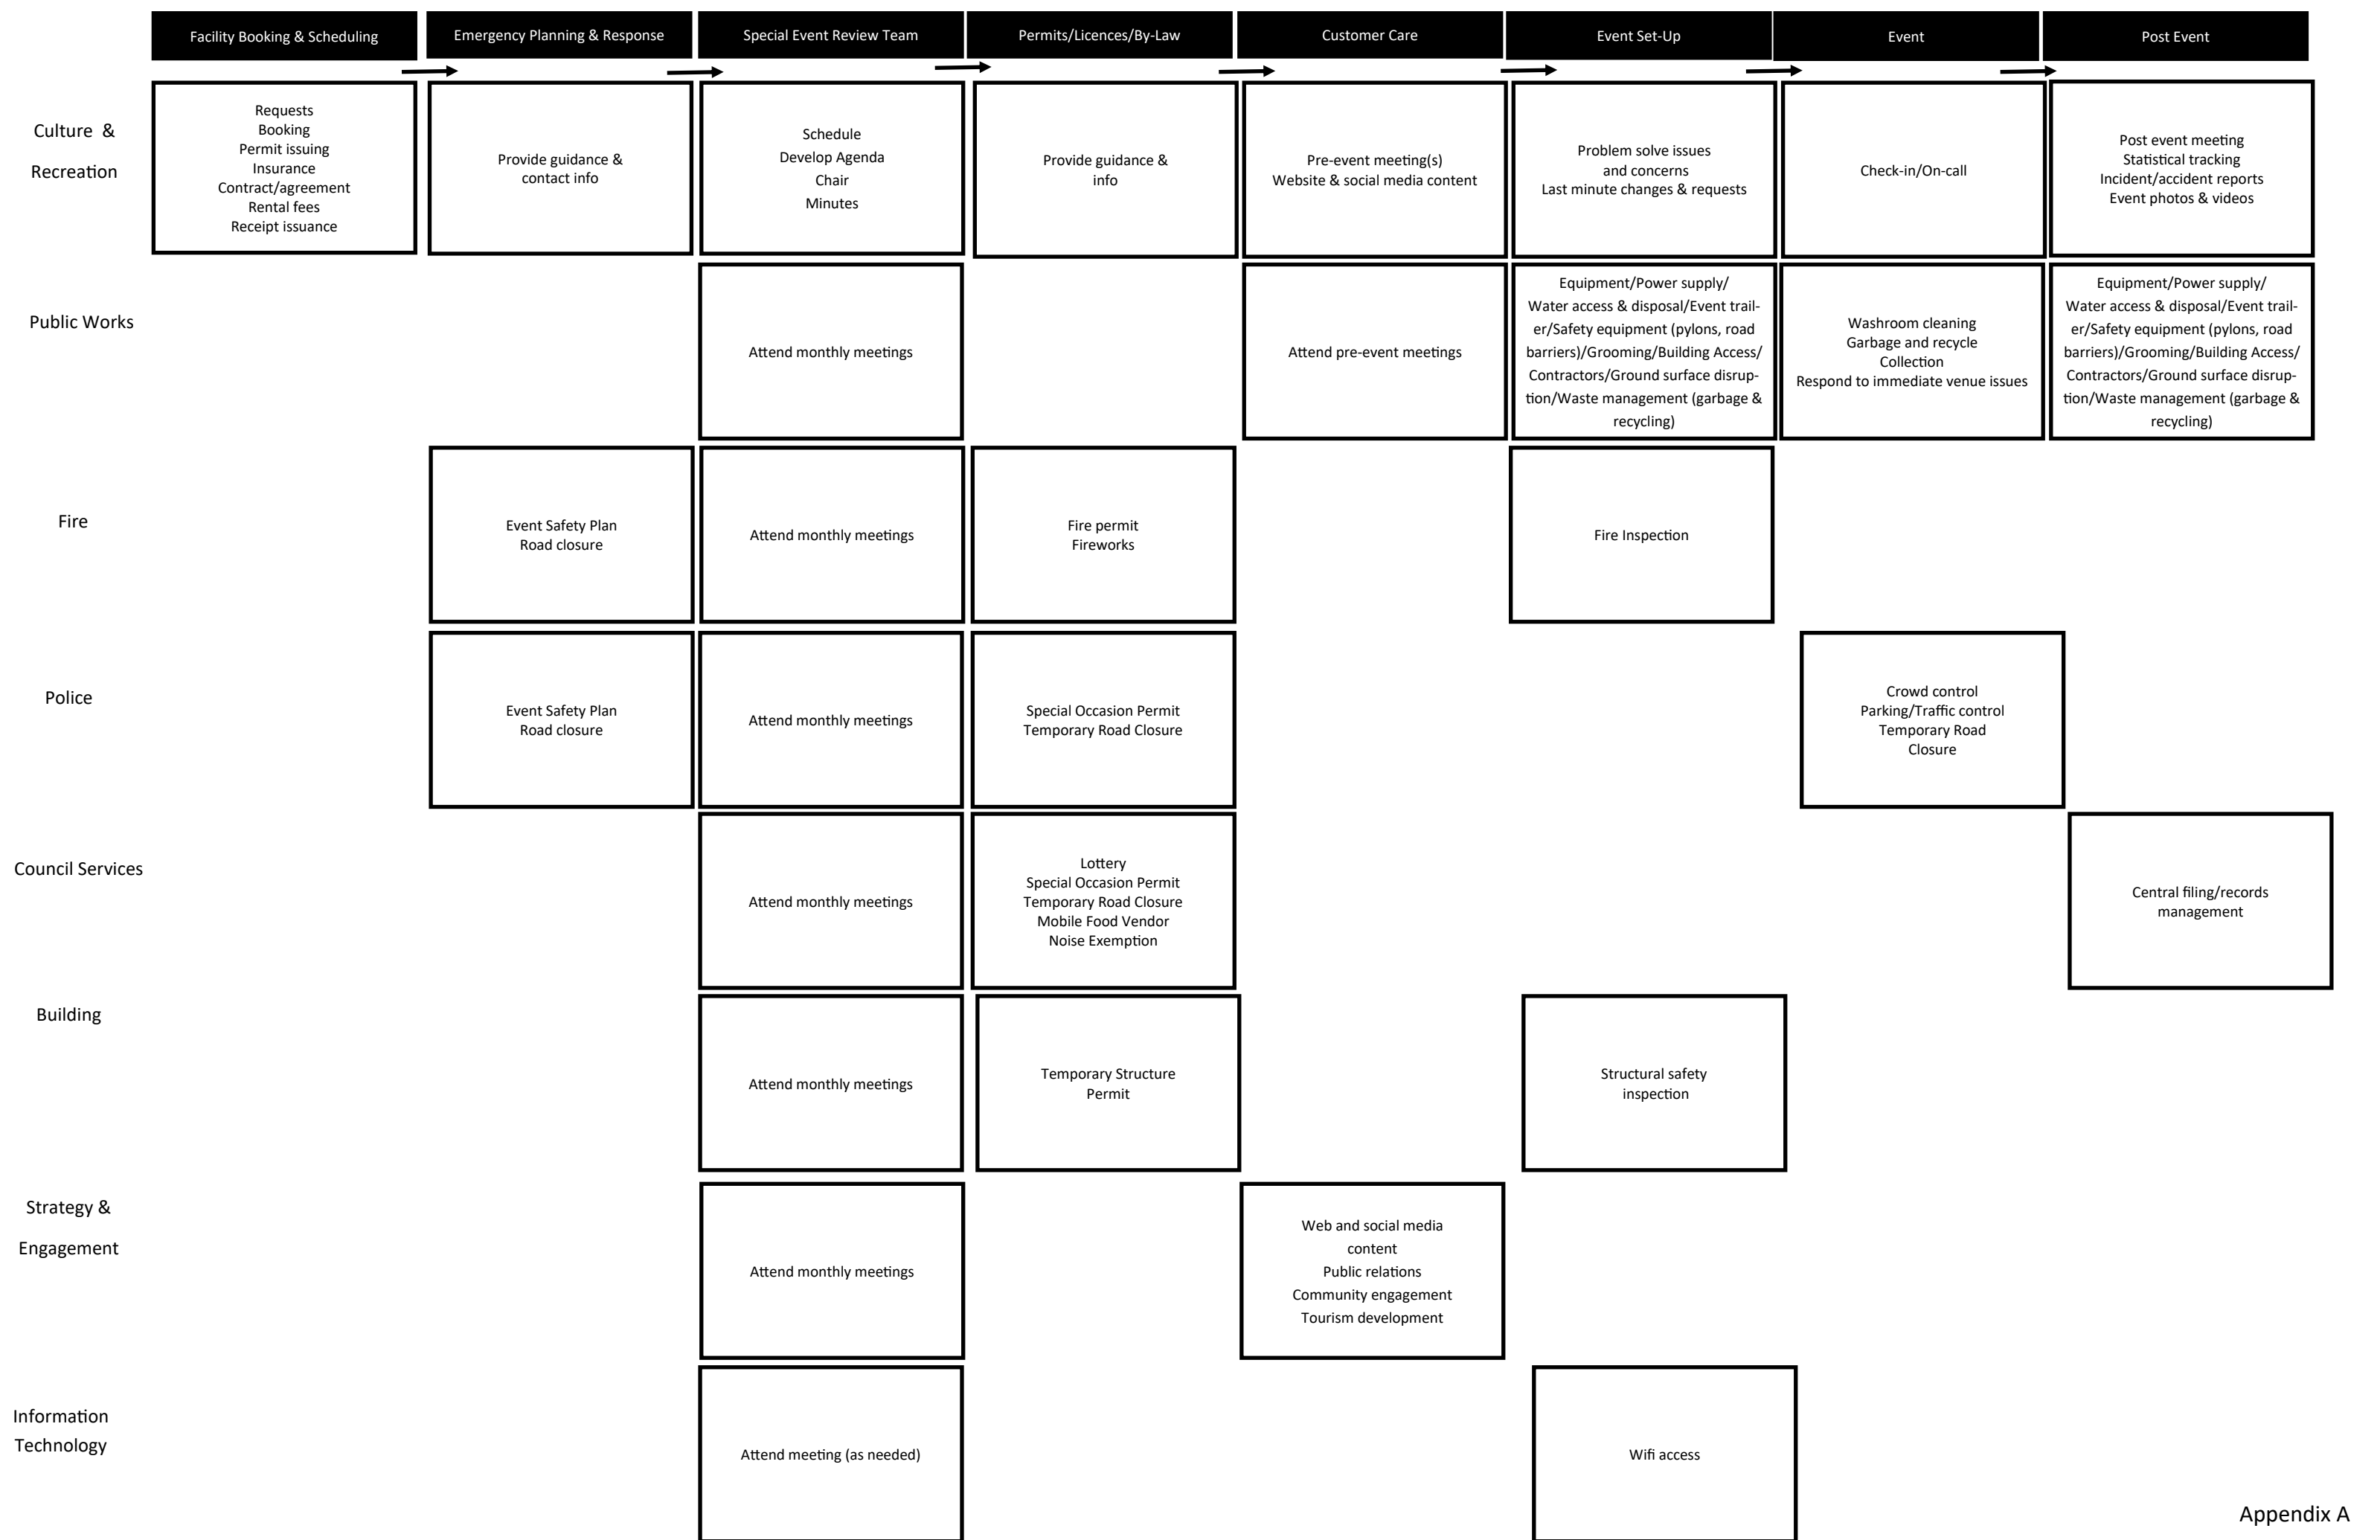 Facility Booking & Scheduling
Emergency Planning & Response
Special Event Review Team
Permits/Licences/By-Law
Customer Care
Event Set-Up
Event
Post Event
Culture &
Recreation
Requests
Booking
Permit issuing
Insurance
Contract/agreement
Rental fees
Receipt issuance
Provide guidance &
contact info
Schedule
Develop Agenda
Chair
Minutes
Provide guidance &
info
Pre-event meeting(s)
Website & social media content
Problem solve issues
and concerns
Last minute changes & requests
Check-in/On-call
Post event meeting
Statistical tracking
Incident/accident reports
Event photos & videos
Public Works
Attend monthly meetings
Attend pre-event meetings
Equipment/Power supply/
Water access & disposal/Event trail-
er/Safety equipment (pylons, road
barriers)/Grooming/Building Access/
Contractors/Ground surface disrup-
tion/Waste management (garbage &
recycling)
Washroom cleaning
Garbage and recycle
Collection
Respond to immediate venue issues
Equipment/Power supply/
Water access & disposal/Event trail-
er/Safety equipment (pylons, road
barriers)/Grooming/Building Access/
Contractors/Ground surface disrup-
tion/Waste management (garbage &
recycling)
Fire
Event Safety Plan
Road closure
Attend monthly meetings
Fire permit
Fireworks
Fire Inspection
Police
Event Safety Plan
Road closure
Attend monthly meetings
Special Occasion Permit
Temporary Road Closure
Crowd control
Parking/Traffic control
Temporary Road
Closure
Council Services
Attend monthly meetings
Lottery
Special Occasion Permit
Temporary Road Closure
Mobile Food Vendor
Noise Exemption
Central filing/records
management
Building
Attend monthly meetings
Temporary Structure
Permit
Structural safety
inspection
Strategy &
Engagement
Attend monthly meetings
Web and social media
content
Public relations
Community engagement
Tourism development
Information
Technology
Attend meeting (as needed)
Wifi access
Appendix A